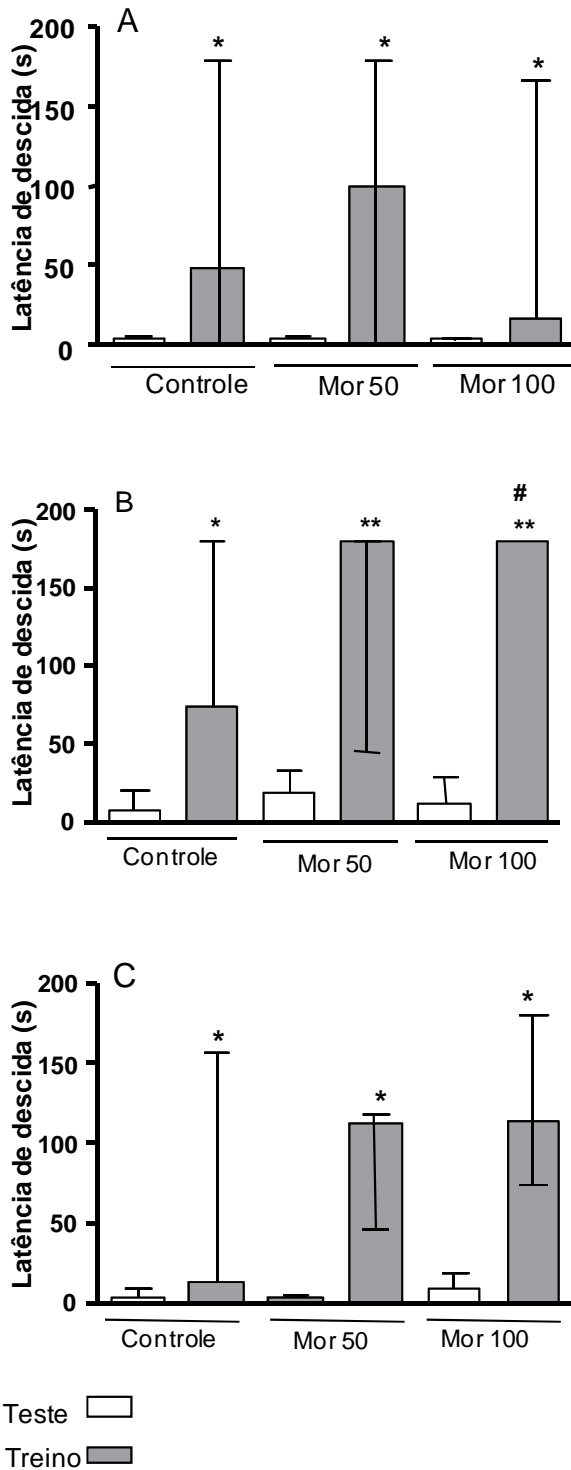 A
Latência de descida (s)
200
150
100
50
0
*
*
*
Controle
Mor 50
Mor 100
B
Latência de descida (s)
200
150
100
50
0
*
**
#
**
Controle
Mor 50
Mor 100
C
Latência de descida (s)
200
150
100
50
0
*
*
*
Controle
Mor 50
Mor 100
Teste
Treino